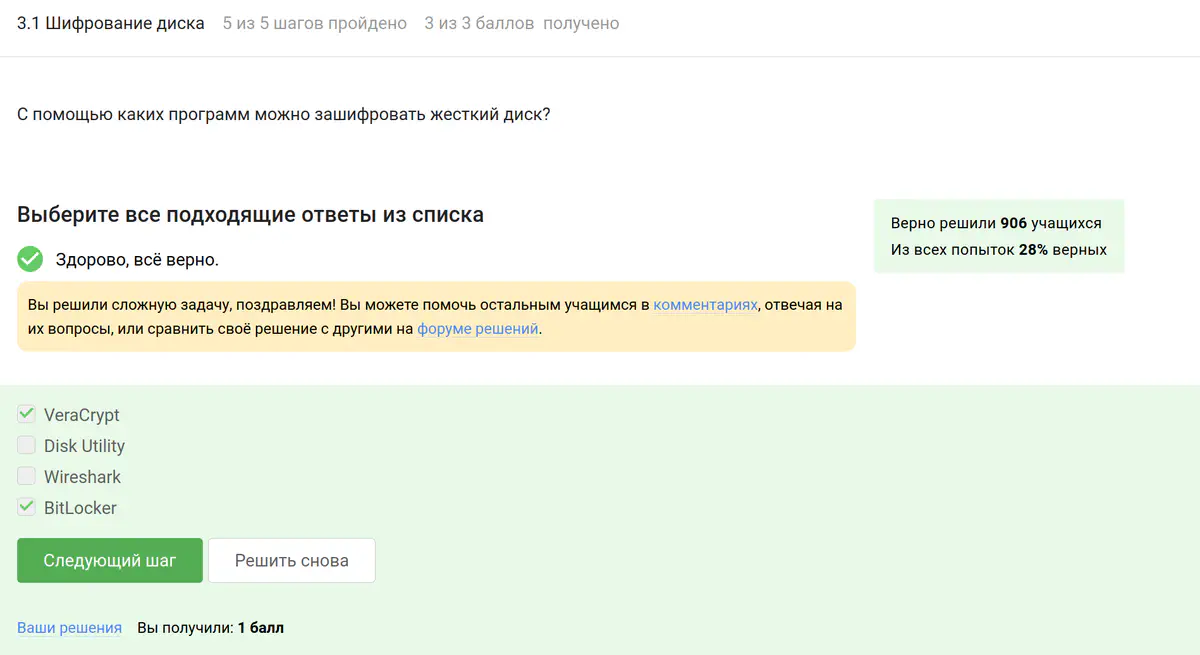 3.1 Шифрование диска 5 из 5 шагов пройдено 3 из 3 баллов получено
С помощью каких программ можно зашифровать жесткий диск?
Выберите все подходящие ответы из списка
Верно решили 906 учащихся
Из всех попыток 28% верных
Здорово, всё верно.
Вы решили сложную задачу, поздравляем! Вы можете помочь остальным учащимся в комментариях, отвечая на
их вопросы, или сравнить своё решение с другими на форуме решений.
VeraCrypt
Disk Utility
Wireshark
BitLocker
Следующий шаг Решить снова
Ваши решения Вы получили: 1 балл